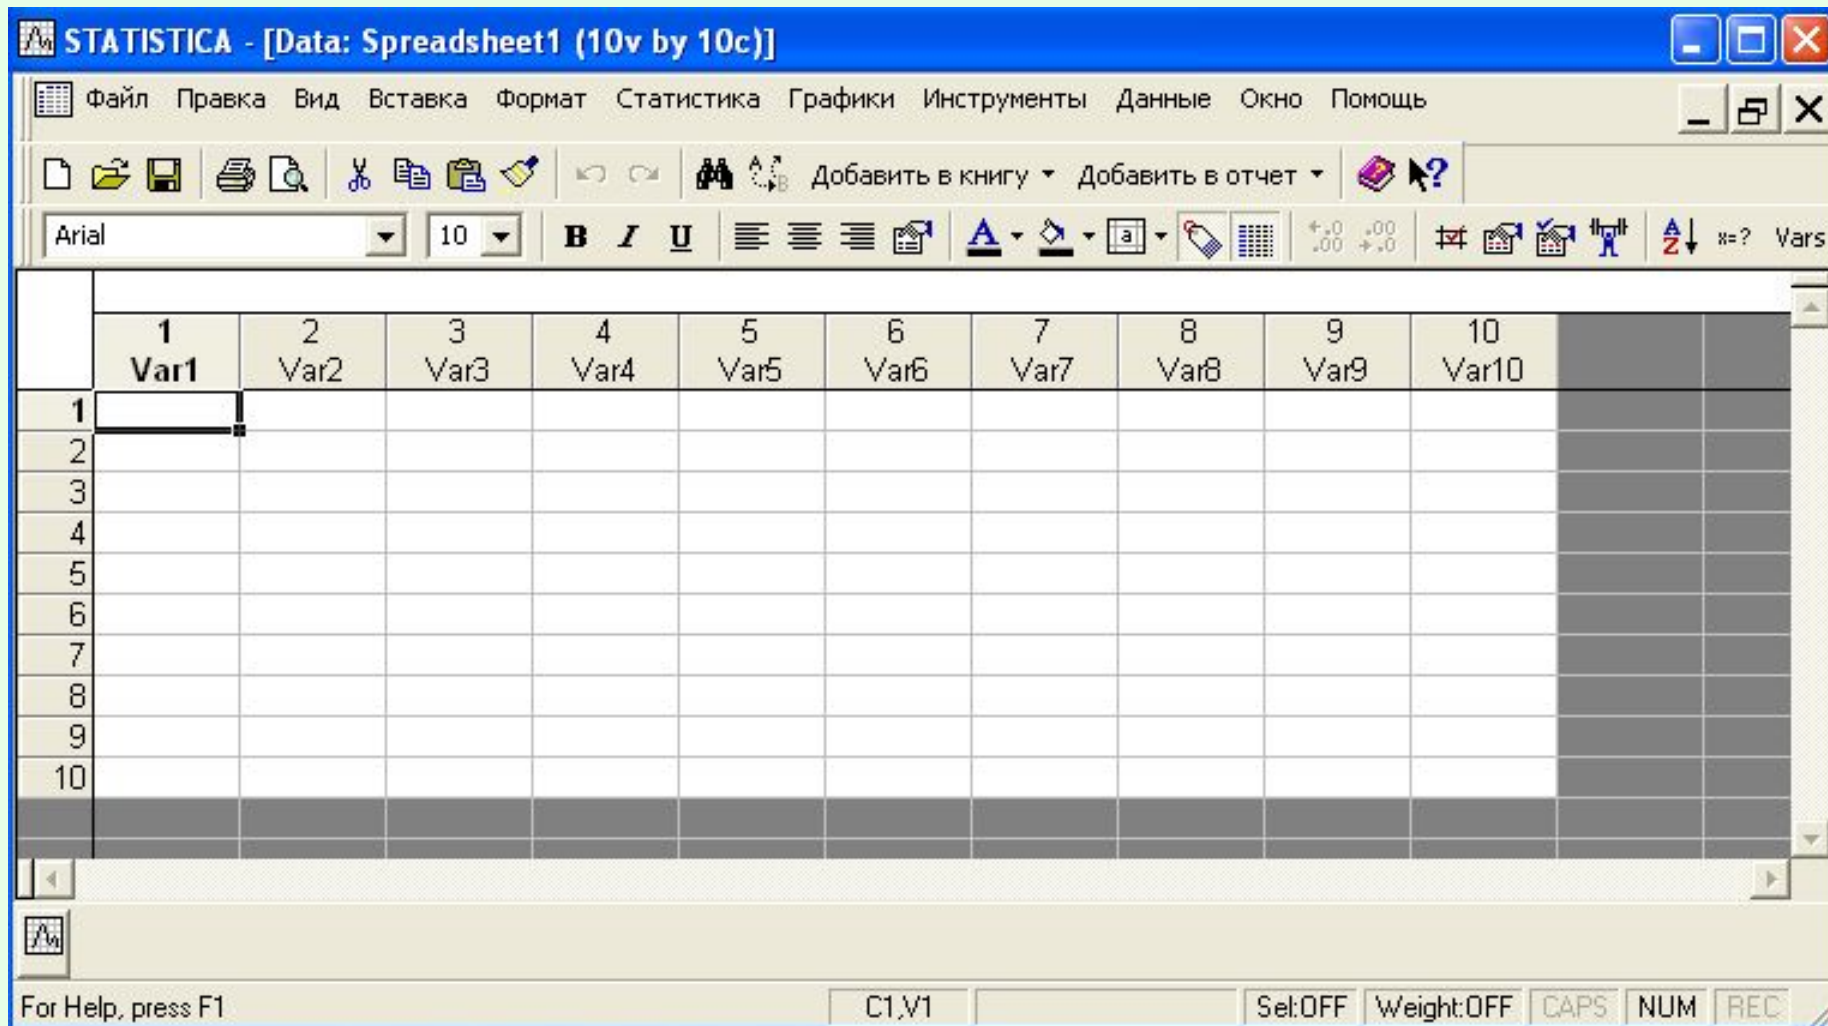 STATISTICA - [Data: Spreadsheet1 (10v by 10c)]
Файл Правка Вид Вставка Формат Статистика Графики Инструменты Данные Окно Помощь
Добавить в книгу Добавить в отчет
Arial 10 B I U A a x=? Vars
1 2 3 4 5 6 7 8 9 10
Var1 Var2 Var3 Var4 Var5 Var6 Var7 Var8 Var9 Var10
1
2
3
4
5
6
7
8
9
10
For Help, press F1 C1,V1 Sel:OFF Weight:OFF CAPS NUM REC